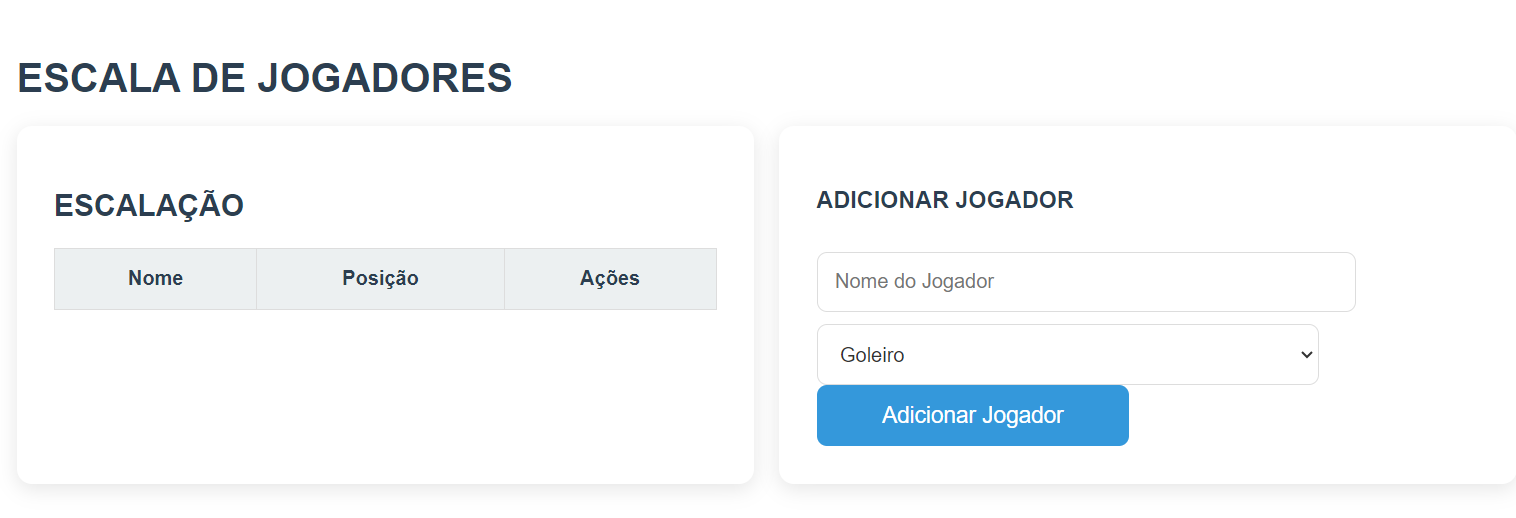 ESCALA DE JOGADORES
ESCALAÇÃO
Nome Posição Ações
ADICIONAR JOGADOR
Nome do Jogador
Goleiro
Adicionar Jogador